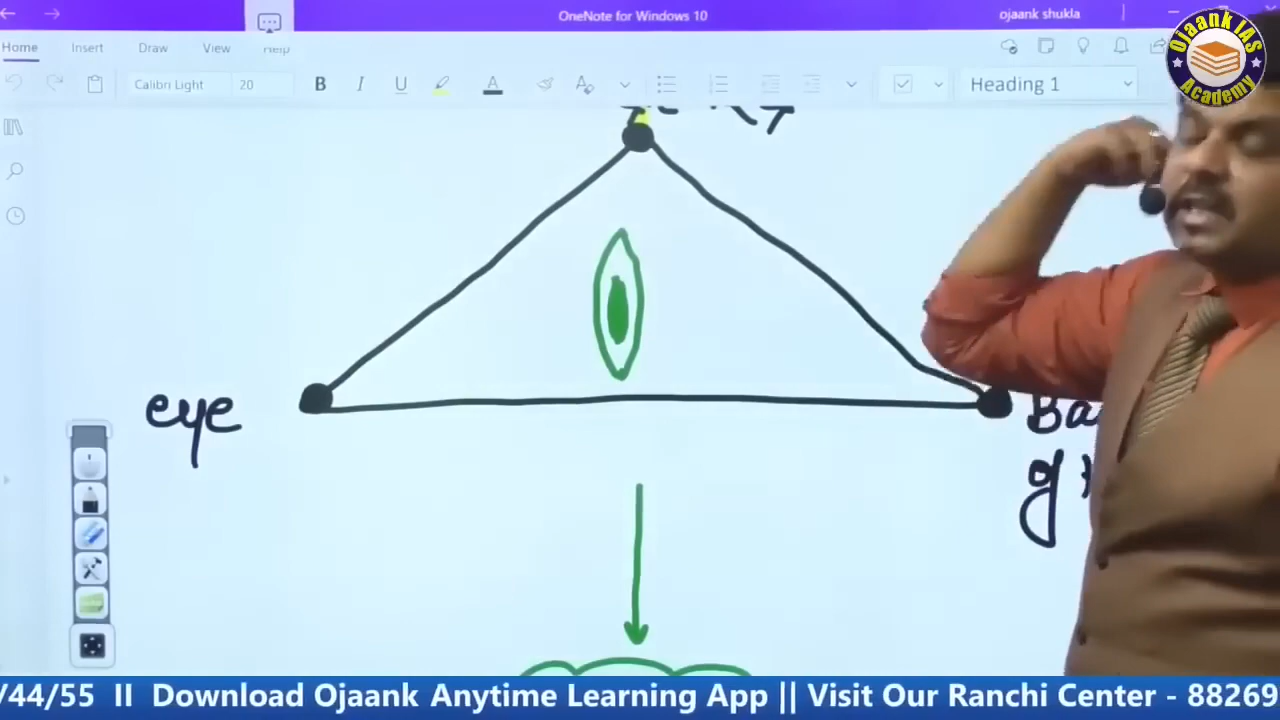 OneNote for Windows 10
ojaank shukla
Home Insert Draw View Help
Calibri Light 20 B I U A Heading 1
Ojaank IAS
Academy
eye
/44/55 II Download Ojaank Anytime Learning App || Visit Our Ranchi Center - 88269